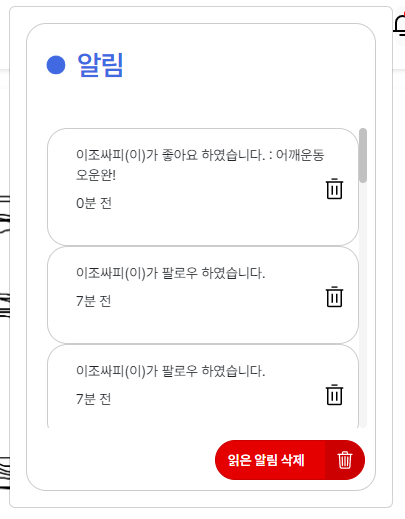 알림
이조싸피(이)가 좋아요 하였습니다. : 어깨운동
오운완!
0분 전
이조싸피(이)가 팔로우 하였습니다.
7분 전
이조싸피(이)가 팔로우 하였습니다.
7분 전
읽은 알림 삭제